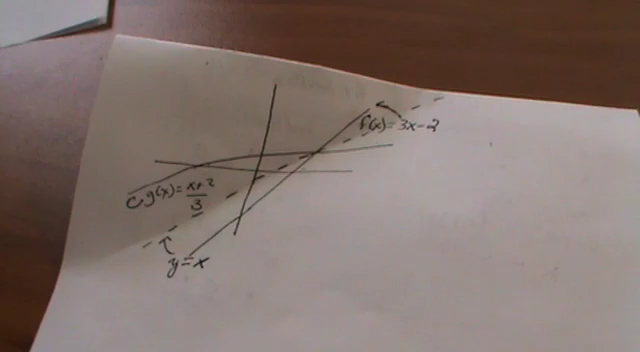 f(x) = 3x - 2
g(x) = x+2/3
y = x